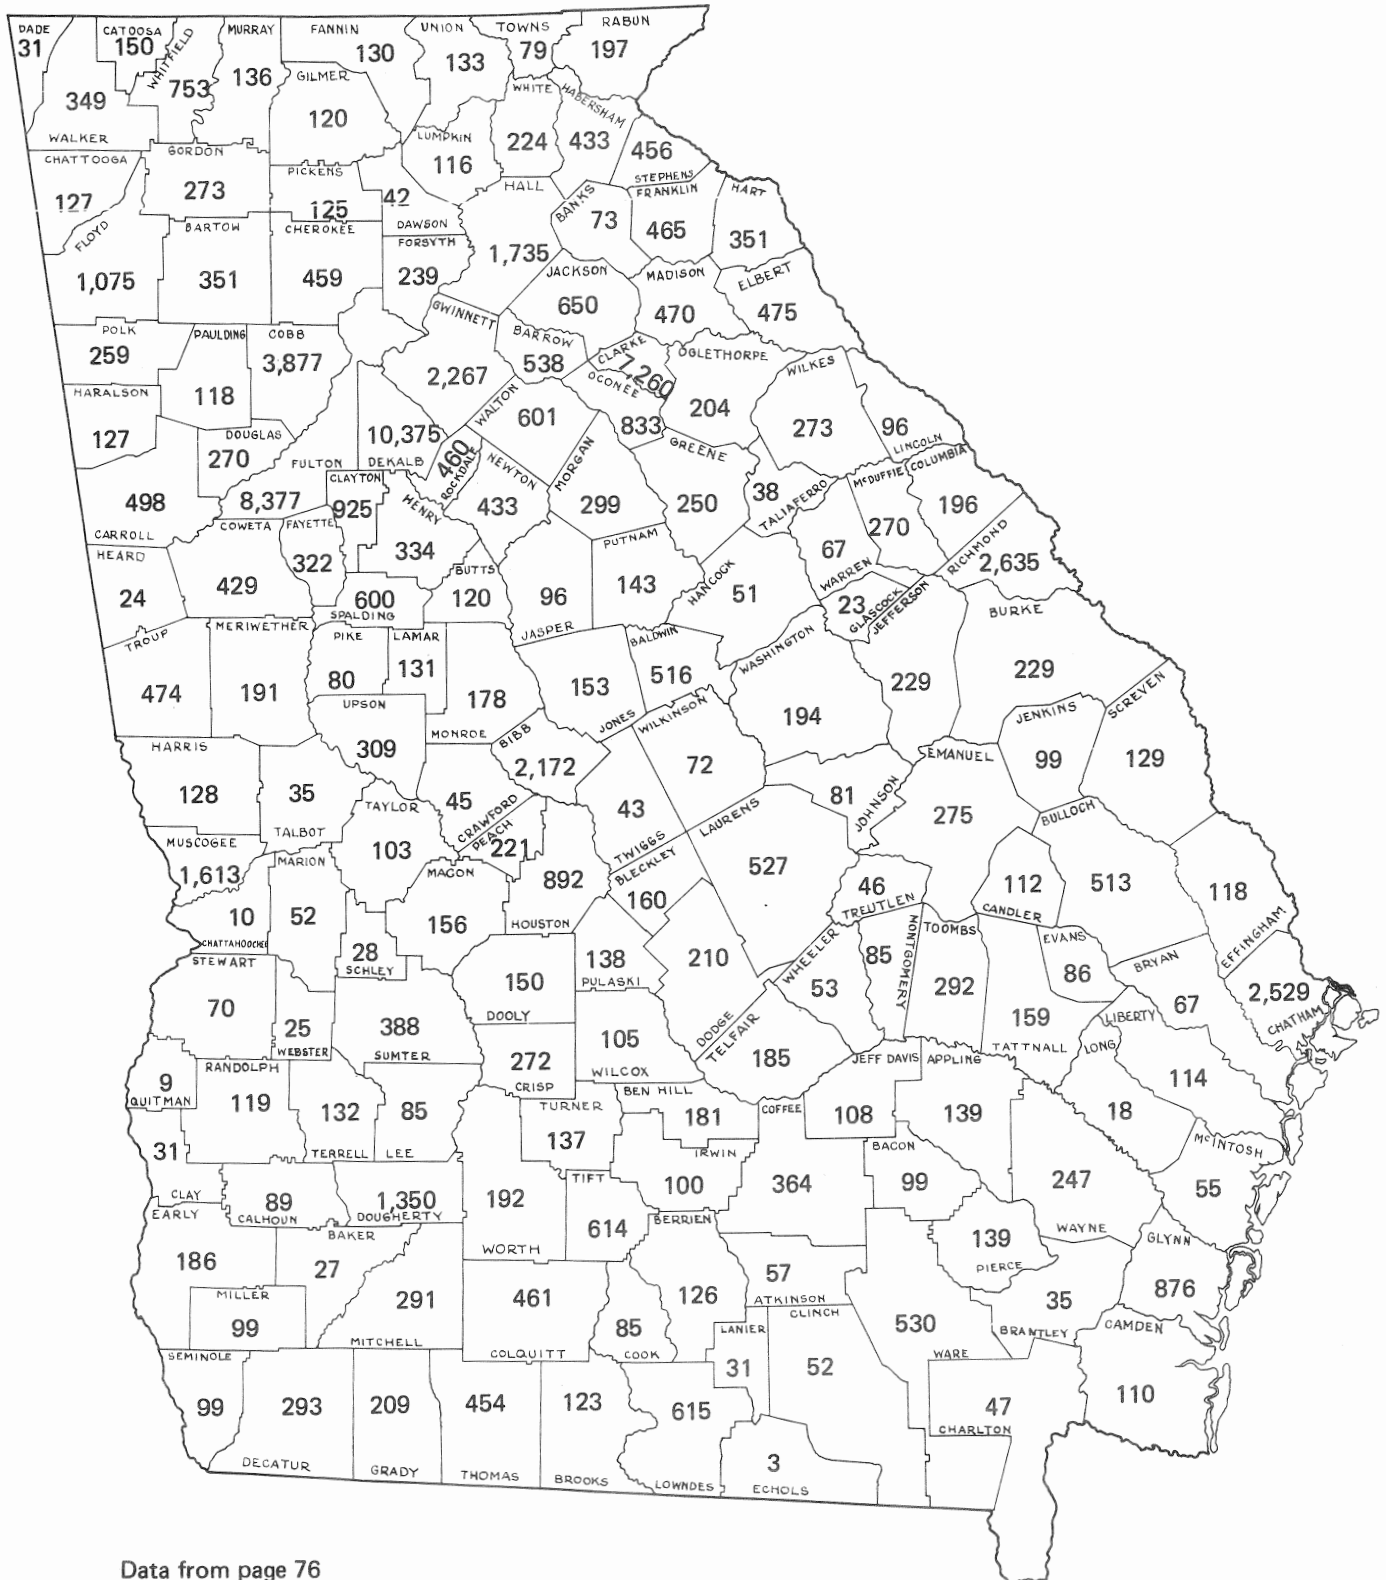 DADE
31
CATOOSA
150
WHITFIELD
753
MURRAY
136
FANNIN
130
UNION
133
TOWNS
79
RABUN
197
349
WALKER
GILMER
120
LUMPKIN
116
WHITE
224
HABERSHAM
433
456
STEPHENS
CHATTOOGA
127
GORDON
273
PICKENS
125
42
DAWSON
HALL
1,735
BANKS
73
FRANKLIN
465
HART
351
FLOYD
1,075
BARTOW
351
CHEROKEE
459
FORSYTH
239
JACKSON
650
MADISON
470
ELBERT
475
POLK
259
PAULDING
118
COBB
3,877
GWINNETT
2,267
BARROW
538
CLARKE
7,260
OCONEE
833
OGLETHORPE
204
WILKES
273
96
LINCOLN
HARALSON
127
DOUGLAS
270
FULTON
8,377
10,375
DEKALB
460
ROCKDALE
WALTON
601
NEWTON
433
MORGAN
299
GREENE
250
38
TALIAFERRO
McDUFFIE
270
COLUMBIA
196
498
CARROLL
COWETA
429
FAYETTE
322
CLAYTON
925
HENRY
334
BUTTS
120
96
JASPER
PUTNAM
143
HANCOCK
51
67
WARREN
23
GLASCOCK
JEFFERSON
229
RICHMOND
2,635
BURKE
229
HEARD
24
600
SPALDING
TROUP
474
MERIWETHER
191
PIKE
80
LAMAR
131
178
MONROE
153
JONES
BALDWIN
516
WASHINGTON
194
JENKINS
99
SCREVEN
129
UPSON
309
BIBB
2,172
WILKINSON
72
81
JOHNSON
EMANUEL
275
HARRIS
128
35
TALBOT
TAYLOR
103
45
CRAWFORD
PEACH
221
43
TWIGGS
LAURENS
527
BULLOCH
513
MUSCOGEE
1,613
MARION
52
MACON
156
892
HOUSTON
BLECKLEY
160
46
TREUTLEN
112
CANDLER
118
EFFINGHAM
10
CHATTAHOOCHEE
28
SCHLEY
138
PULASKI
210
DODGE
WHEELER
53
85
MONTGOMERY
TOOMBS
292
EVANS
86
BRYAN
67
2,529
CHATHAM
STEWART
70
25
WEBSTER
388
SUMTER
150
DOOLY
105
WILCOX
TELFAIR
185
159
TATTNALL
LIBERTY
114
LONG
18
9
QUITMAN
RANDOLPH
119
132
TERRELL
85
LEE
272
CRISP
TURNER
137
BEN HILL
181
COFFEE
364
JEFF DAVIS
108
APPLING
139
McINTOSH
55
31
CLAY
89
CALHOUN
1,350
DOUGHERTY
192
WORTH
TIFT
614
IRWIN
100
BACON
99
247
WAYNE
EARLY
186
BAKER
27
BERRIEN
126
139
PIERCE
GLYNN
876
MILLER
99
291
MITCHELL
461
COLQUITT
85
COOK
57
ATKINSON
LANIER
31
CLINCH
52
530
WARE
35
BRANTLEY
CAMDEN
110
SEMINOLE
99
293
DECATUR
209
GRADY
454
THOMAS
123
BROOKS
615
LOWNDES
3
ECHOLS
47
CHARLTON
Data from page 76